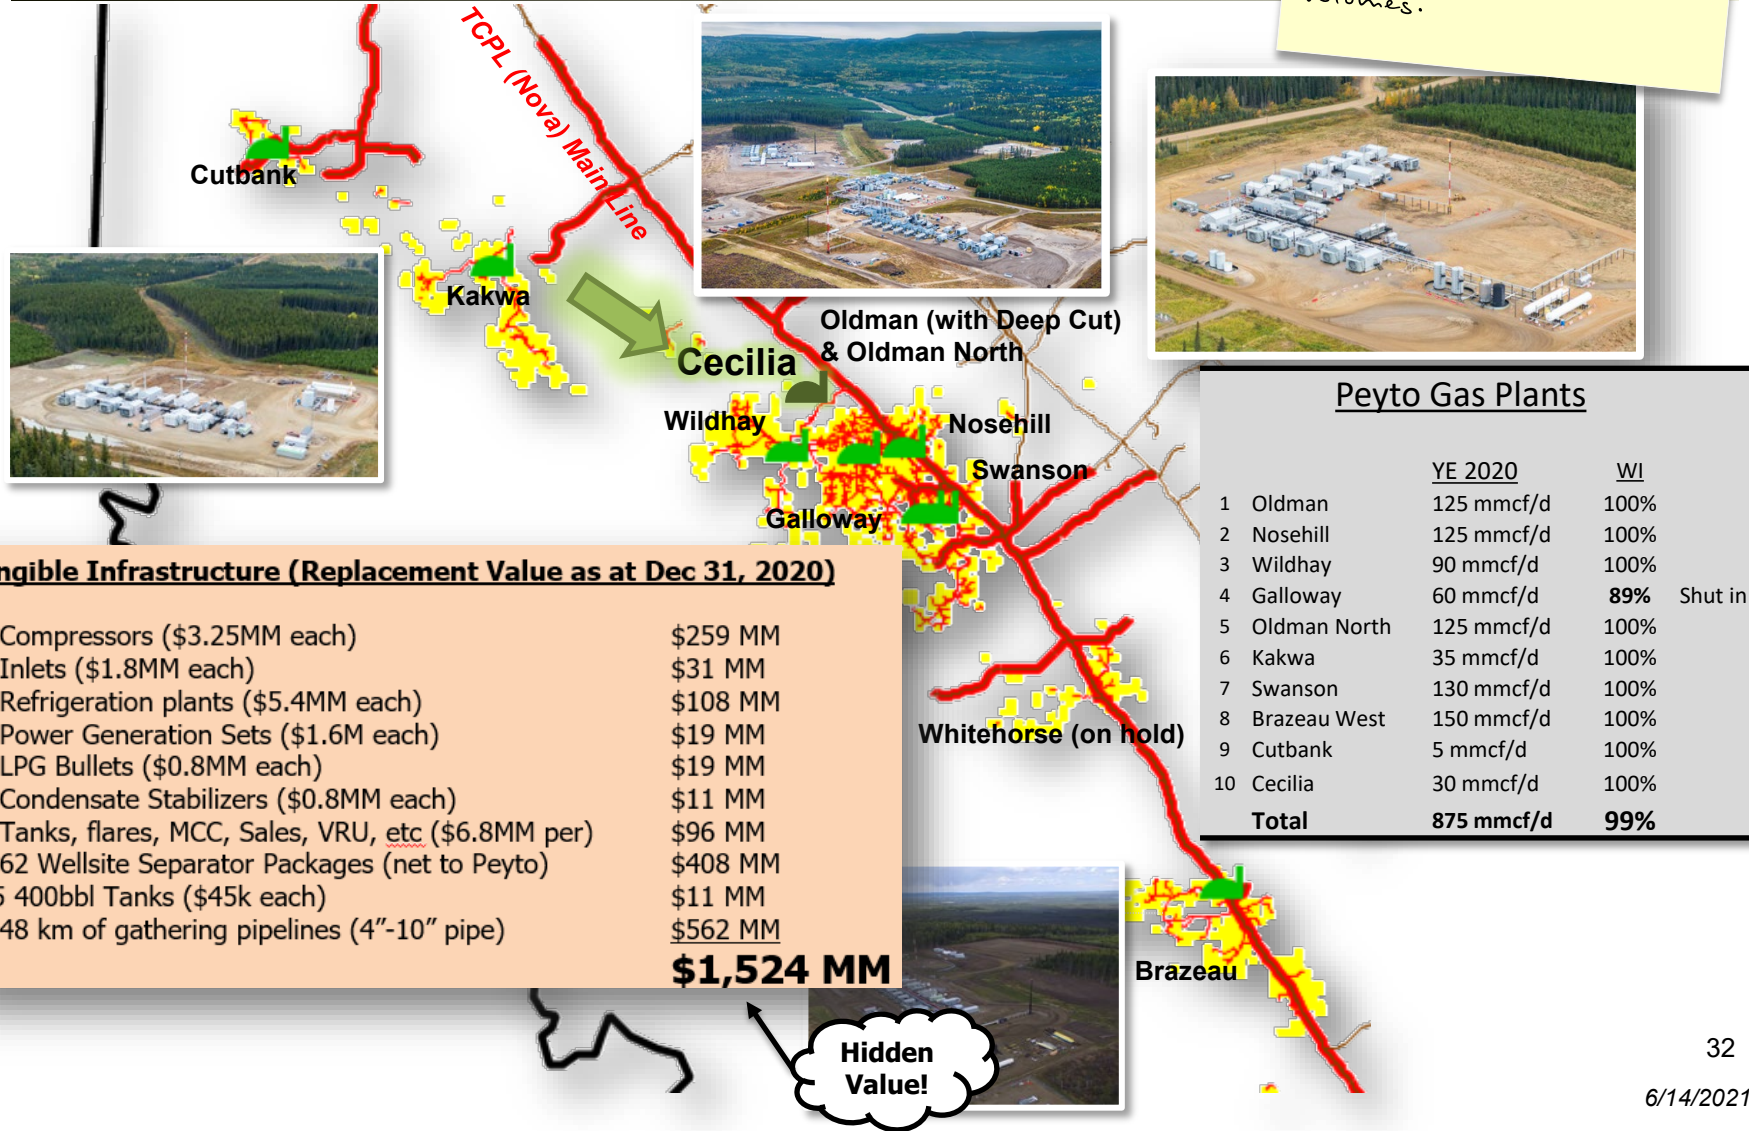 volumes.
TCPL (Nova) Main Line
Cutbank
Kakwa
Oldman (with Deep Cut)
& Oldman North
Cecilia
Wildhay
Nosehill
Swanson
Galloway
Whitehorse (on hold)
Brazeau
Peyto Gas Plants
YE 2020 WI
1 Oldman 125 mmcf/d 100%
2 Nosehill 125 mmcf/d 100%
3 Wildhay 90 mmcf/d 100%
4 Galloway 60 mmcf/d 89% Shut in
5 Oldman North 125 mmcf/d 100%
6 Kakwa 35 mmcf/d 100%
7 Swanson 130 mmcf/d 100%
8 Brazeau West 150 mmcf/d 100%
9 Cutbank 5 mmcf/d 100%
10 Cecilia 30 mmcf/d 100%
Total 875 mmcf/d 99%
ngible Infrastructure (Replacement Value as at Dec 31, 2020)
Compressors ($3.25MM each) $259 MM
Inlets ($1.8MM each) $31 MM
Refrigeration plants ($5.4MM each) $108 MM
Power Generation Sets ($1.6M each) $19 MM
LPG Bullets ($0.8MM each) $19 MM
Condensate Stabilizers ($0.8MM each) $11 MM
Tanks, flares, MCC, Sales, VRU, etc ($6.8MM per) $96 MM
62 Wellsite Separator Packages (net to Peyto) $408 MM
400bbl Tanks ($45k each) $11 MM
48 km of gathering pipelines (4"-10" pipe) $562 MM
$1,524 MM
Hidden
Value!
32
6/14/2021